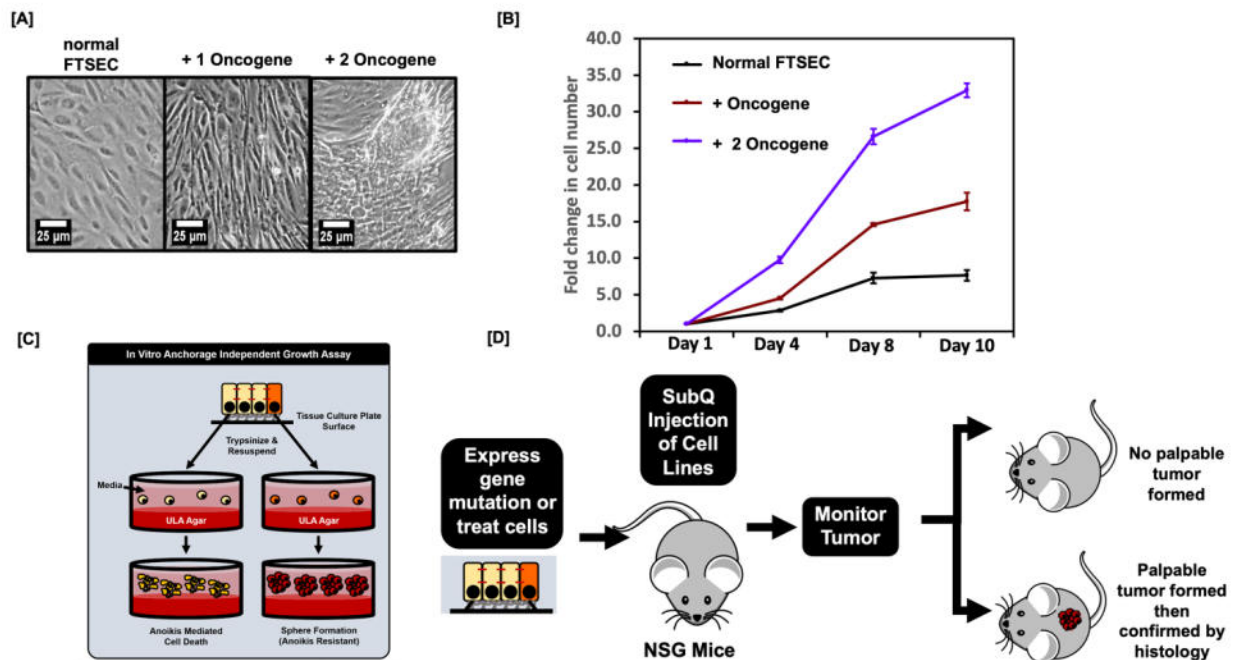 [A]
normal
FTSEC
+ 1 Oncogene
+ 2 Oncogene
25 µm
25 µm
25 µm
[B]
Fold change in cell number
40.0
35.0
30.0
25.0
20.0
15.0
10.0
5.0
0.0
Normal FTSEC
+ Oncogene
+ 2 Oncogene
Day 1
Day 4
Day 8
Day 10
[C]
In Vitro Anchorage Independent Growth Assay
Tissue Culture Plate
Surface
Trypsinize &
Resuspend
Media
ULA Agar
ULA Agar
Anoikis Mediated
Cell Death
Sphere Formation
(Anoikis Resistant)
[D]
Express
gene
mutation or
treat cells
SubQ
Injection
of Cell
Lines
NSG Mice
Monitor
Tumor
No palpable
tumor
formed
Palpable
tumor formed
then
confirmed by
histology